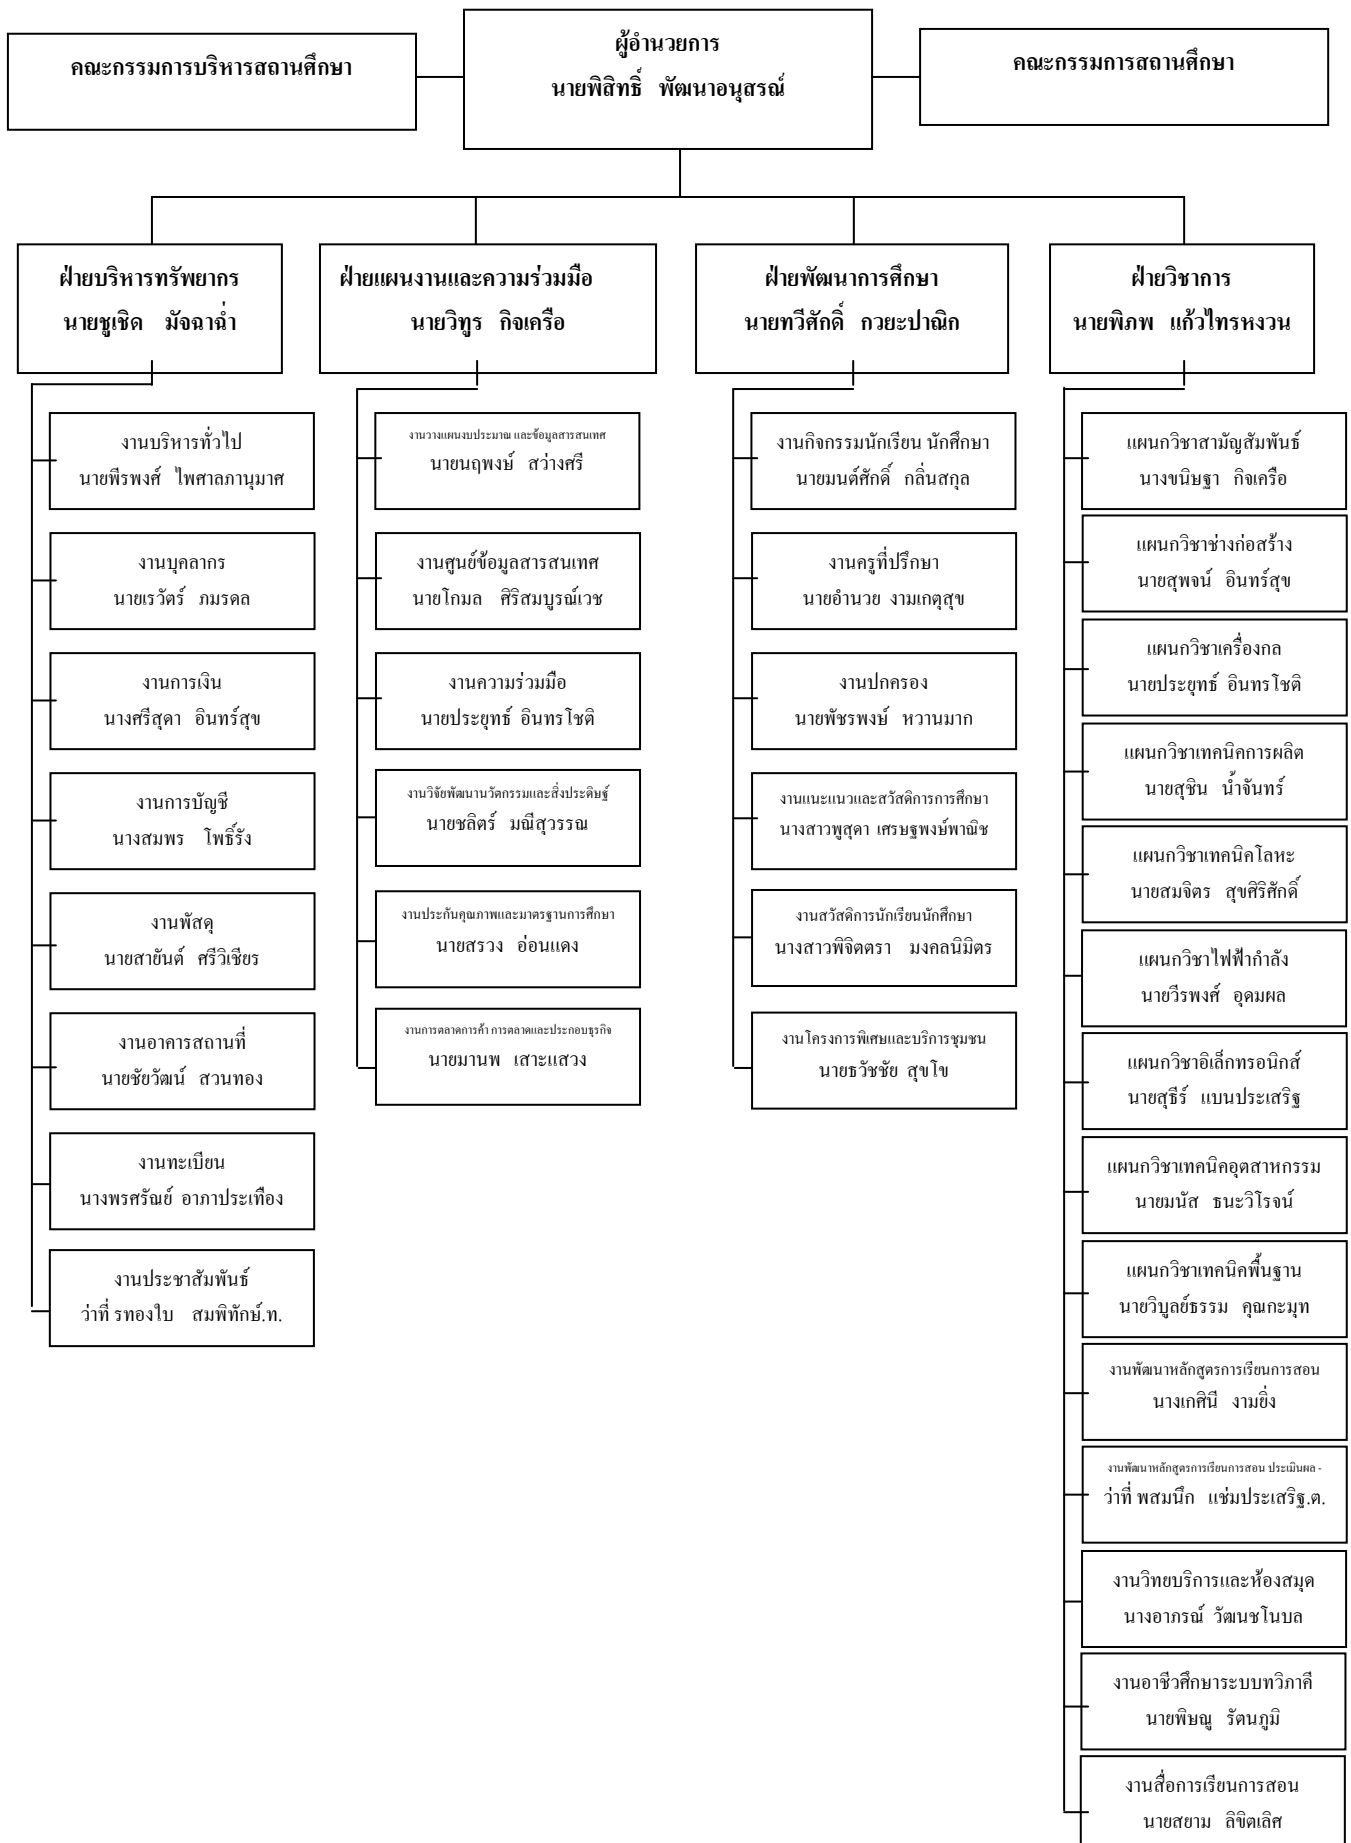 คณะกรรมการบริหารสถานศึกษา
ผู้อำนวยการ
นายพิสิทธิ์ พัฒนาอนุสรณ์
คณะกรรมการสถานศึกษา
ฝ่ายบริหารทรัพยากร
นายชูเชิด มัจฉาฉ่ำ
ฝ่ายแผนงานและความร่วมมือ
นายวิทูร กิจเครือ
ฝ่ายพัฒนาการศึกษา
นายทวีศักดิ์ กวยะปาณิก
ฝ่ายวิชาการ
นายพิภพ แก้วไทรหงวน
งานบริหารทั่วไป
นายพีรพงศ์ ไพศาลภานุมาศ
งานบุคลากร
นายเรวัตร์ ภมรดล
งานการเงิน
นางศรีสุดา อินทร์สุข
งานการบัญชี
นางสมพร โพธิ์รัง
งานพัสดุ
นายสายันต์ ศรีวิเชียร
งานอาคารสถานที่
นายชัยวัฒน์ สวนทอง
งานทะเบียน
นางพรศรัณย์ อาภาประเทือง
งานประชาสัมพันธ์
ว่าที่ รทองใบ สมพิทักษ์.ท.
งานวางแผนงบประมาณ และข้อมูลสารสนเทศ
นายนฤพงษ์ สว่างศรี
งานศูนย์ข้อมูลสารสนเทศ
นายโกมล ศิริสมบูรณ์เวช
งานความร่วมมือ
นายประยุทธ์ อินทรโชติ
งานวิจัยพัฒนานวัตกรรมและสิ่งประดิษฐ์
นายชลิตร์ มณีสุวรรณ
งานประกันคุณภาพและมาตรฐานการศึกษา
นายสรวง อ่อนแดง
งานการตลาดการค้า การตลาดและประกอบธุรกิจ
นายมานพ เสาะแสวง
งานกิจกรรมนักเรียน นักศึกษา
นายมนต์ศักดิ์ กลิ่นสกุล
งานครูที่ปรึกษา
นายอำนวย งามเกตุสุข
งานปกครอง
นายพัชรพงษ์ หวานมาก
งานแนะแนวและสวัสดิการการศึกษา
นางสาวพูสุดา เศรษฐพงษ์พาณิช
งานสวัสดิการนักเรียนนักศึกษา
นางสาวพิจิตตรา มงคลนิมิตร
งานโครงการพิเศษและบริการชุมชน
นายธวัชชัย สุขโข
แผนกวิชาสามัญสัมพันธ์
นางขนิษฐา กิจเครือ
แผนกวิชาช่างก่อสร้าง
นายสุพจน์ อินทร์สุข
แผนกวิชาเครื่องกล
นายประยุทธ์ อินทรโชติ
แผนกวิชาเทคนิคการผลิต
นายสุชิน น้ำจันทร์
แผนกวิชาเทคนิคโลหะ
นายสมจิตร สุขศิริศักดิ์
แผนกวิชาไฟฟ้ากำลัง
นายวีรพงศ์ อุดมผล
แผนกวิชาอิเล็กทรอนิกส์
นายสุธีร์ แบนประเสริฐ
แผนกวิชาเทคนิคอุตสาหกรรม
นายมนัส ธนะวิโรจน์
แผนกวิชาเทคนิคพื้นฐาน
นายวิบูลย์ธรรม คุณกะมุท
งานพัฒนาหลักสูตรการเรียนการสอน
นางเกศินี งามยิ่ง
งานพัฒนาหลักสูตรการเรียนการสอน ประเมินผล -
ว่าที่ พสมนึก แช่มประเสริฐ.ต.
งานวิทยบริการและห้องสมุด
นางอาภรณ์ วัฒนชโนบล
งานอาชีวศึกษาระบบทวิภาคี
นายพิษณุ รัตนภูมิ
งานสื่อการเรียนการสอน
นายสยาม ลิขิตเลิศ